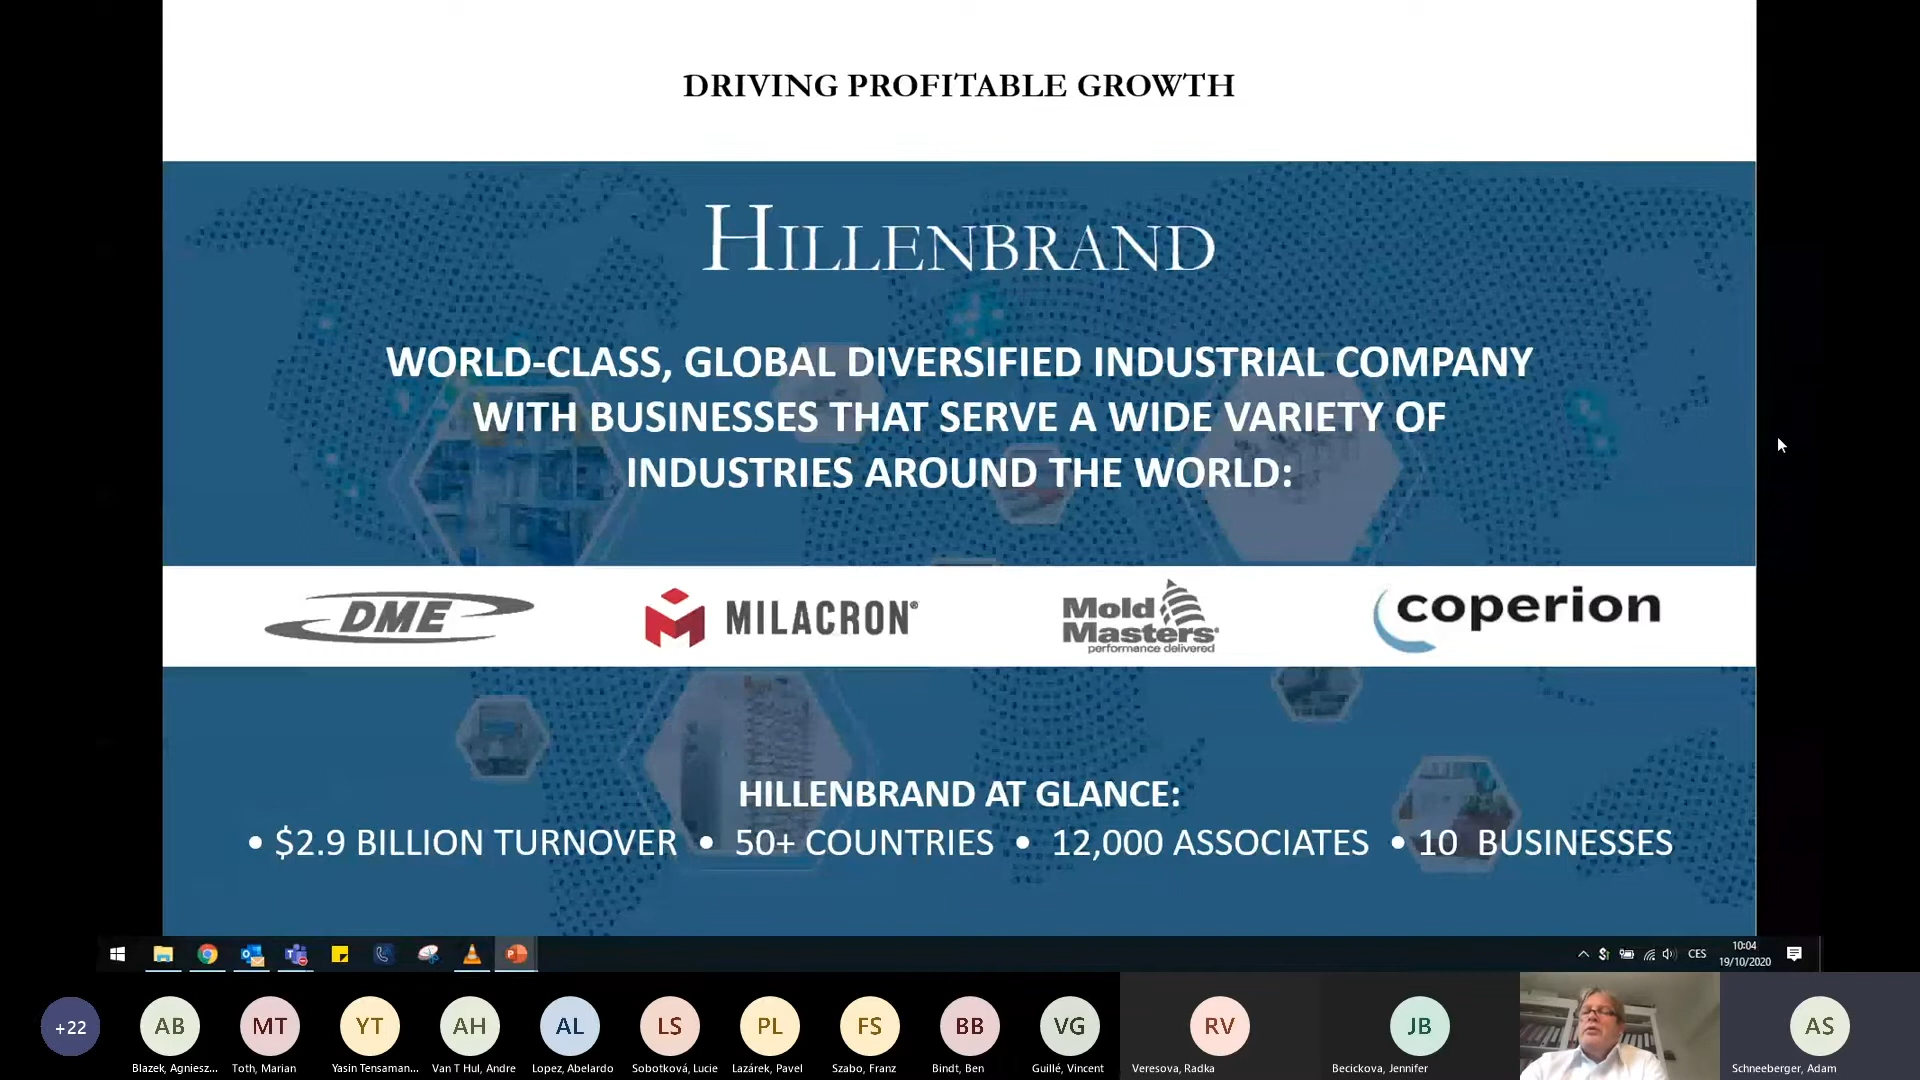 DRIVING PROFITABLE GROWTH
HILLENBRAND
WORLD-CLASS, GLOBAL DIVERSIFIED INDUSTRIAL COMPANY
WITH BUSINESSES THAT SERVE A WIDE VARIETY OF
INDUSTRIES AROUND THE WORLD:
DME
MILACRON®
Mold
Masters
performance delivered
coperion
HILLENBRAND AT GLANCE:
• $2.9 BILLION TURNOVER • 50+ COUNTRIES • 12,000 ASSOCIATES • 10 BUSINESSES
CES
10:04
19/10/2020
+22
AB
MT
YT
AH
AL
LS
PL
FS
BB
VG
RV
JB
AS
Blazek, Agniesz...
Toth, Marian
Yasin Tensaman...
Van T Hul, Andre
Lopez, Abelardo
Sobotková, Lucie
Lazárek, Pavel
Szabo, Franz
Bindt, Ben
Guillé, Vincent
Veresova, Radka
Becickova, Jennifer
Schneeberger, Adam